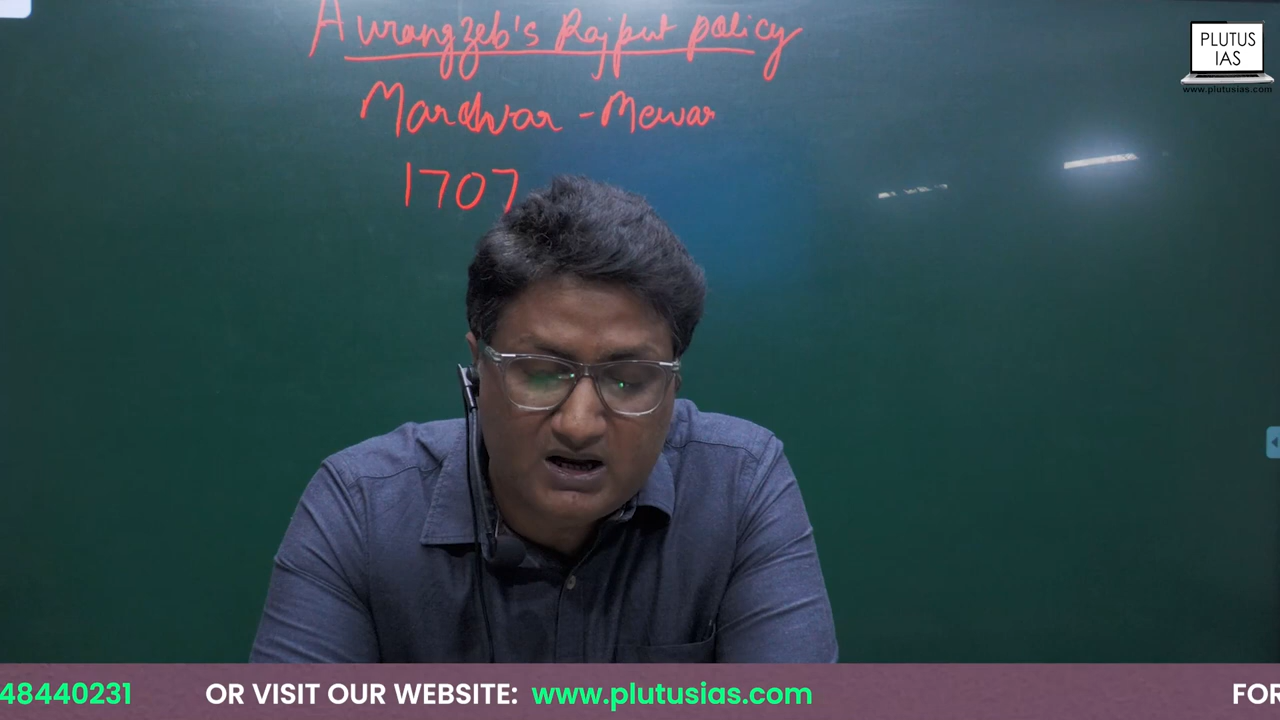 Aurangzeb's Rajput policy
Marwar - Mewar
1707
PLUTUS
IAS
www.plutusias.com
48440231 OR VISIT OUR WEBSITE: www.plutusias.com FOR